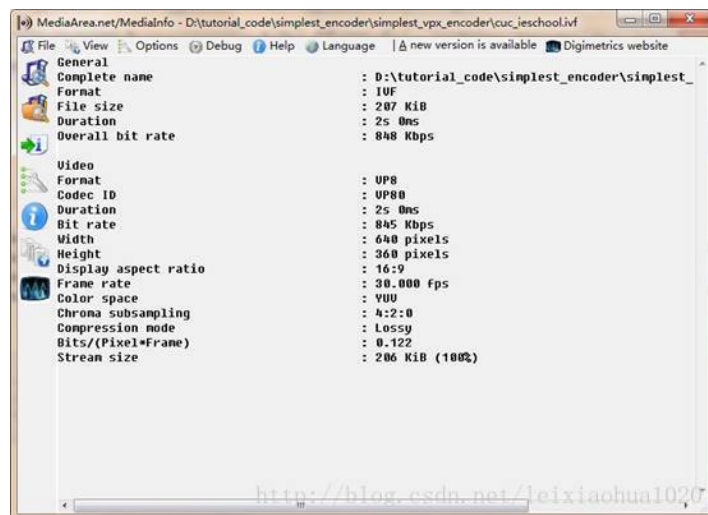 MediaArea.net/MediaInfo - D:\tutorial_code\simplest_encoder\simplest_vpx_encoder\cuc_ieschool.ivf
File View Options Debug Help Language | A new version is available Digimetrics website
General
Complete name : D:\tutorial_code\simplest_encoder\simplest_
Format : IVF
File size : 207 KiB
Duration : 2s 0ms
Overall bit rate : 848 Kbps
Video
Format : VP8
Codec ID : VP80
Duration : 2s 0ms
Bit rate : 845 Kbps
Width : 640 pixels
Height : 360 pixels
Display aspect ratio : 16:9
Frame rate : 30.000 fps
Color space : YUV
Chroma subsampling : 4:2:0
Compression mode : Lossy
Bits/(Pixel*Frame) : 0.122
Stream size : 206 KiB (100%)
http://blog.csdn.net/leixiaohua1020